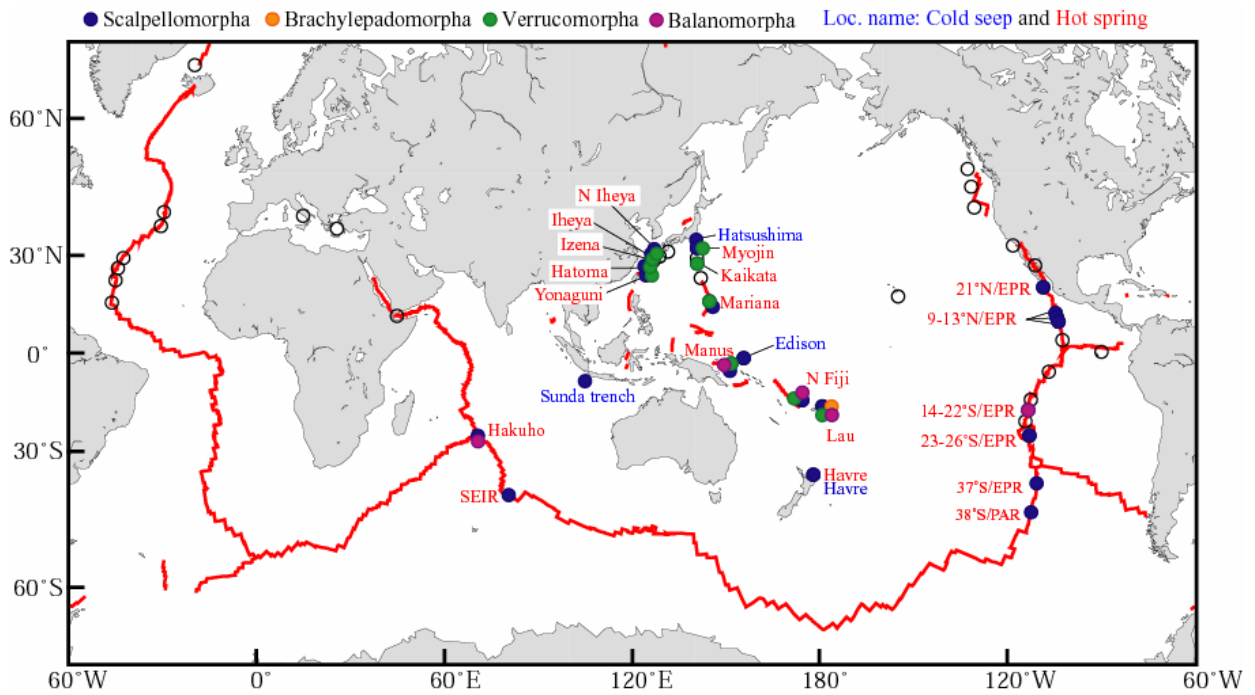 Scalpellomorpha Brachylepadomorpha Verrucomorpha Balanomorpha Loc. name: Cold seep and Hot spring
60˚N
30˚N
0˚
30˚S
60˚S
N Iheya
Iheya
Izena
Hatoma
Yonaguni
Hatsushima
Myojin
Kaikata
Mariana
Manus
Edison
Sunda trench
N Fiji
Lau
Hakuho
SEIR
Havre
Havre
21˚N/EPR
9-13˚N/EPR
14-22˚S/EPR
23-26˚S/EPR
37˚S/EPR
38˚S/PAR
60˚W 0˚ 60˚E 120˚E 180˚ 120˚W 60˚W